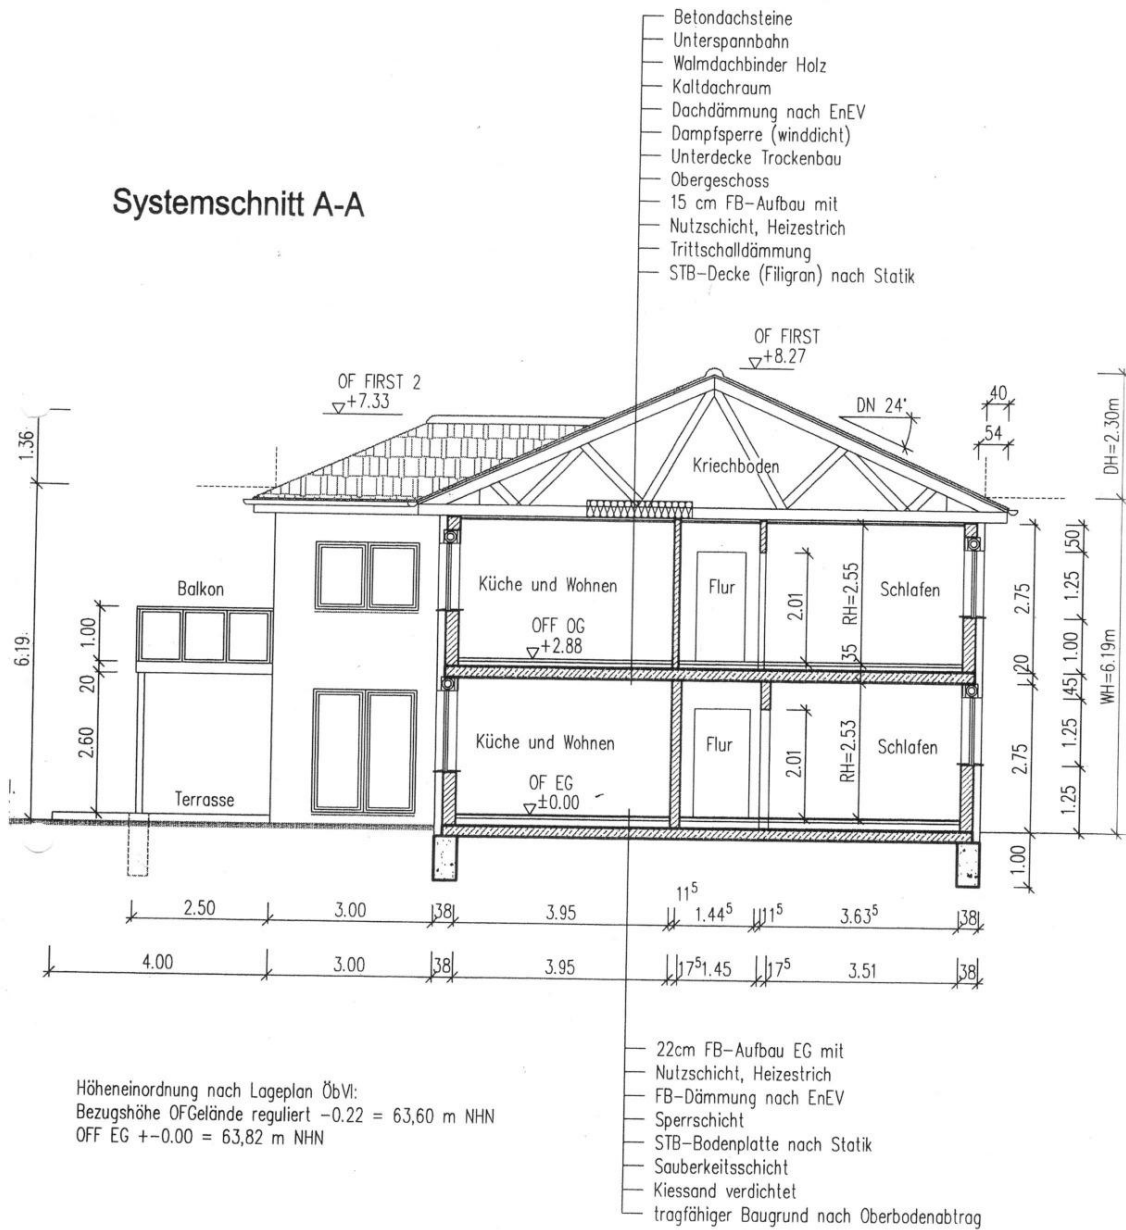 Betondachsteine
Unterspannbahn
Walmdachbinder Holz
Kaltdachraum
Dachdämmung nach EnEV
Dampfsperre (winddicht)
Unterdecke Trockenbau
Obergeschoss
15 cm FB-Aufbau mit
Nutzschicht, Heizestrich
Trittschalldämmung
STB-Decke (Filigran) nach Statik
Systemschnitt A-A
OF FIRST
+8.27
OF FIRST 2
+7.33
DN 24°
40
54
DH=2.30m
1.36
Kriechboden
Balkon
Küche und Wohnen
Flur
2.01
RH=2.55
Schlafen
2.75
50
1.25
OFF OG
+2.88
35
1.00
20
6.19
1.00
20
2.60
WH=6.19m
Küche und Wohnen
Flur
2.01
RH=2.53
Schlafen
2.75
45
1.25
1.25
OF EG
±0.00
Terrasse
1.00
11⁵
2.50 3.00 38 3.95 1.44⁵ 11⁵ 3.63⁵ 38
4.00 3.00 38 3.95 17⁵ 1.45 17⁵ 3.51 38
22cm FB-Aufbau EG mit
Nutzschicht, Heizestrich
FB-Dämmung nach EnEV
Sperrschicht
STB-Bodenplatte nach Statik
Sauberkeitsschicht
Kiessand verdichtet
tragfähiger Baugrund nach Oberbodenabtrag
Höheneinordnung nach Lageplan ÖbVI:
Bezugshöhe OFGelände reguliert -0.22 = 63,60 m NHN
OFF EG +-0.00 = 63,82 m NHN